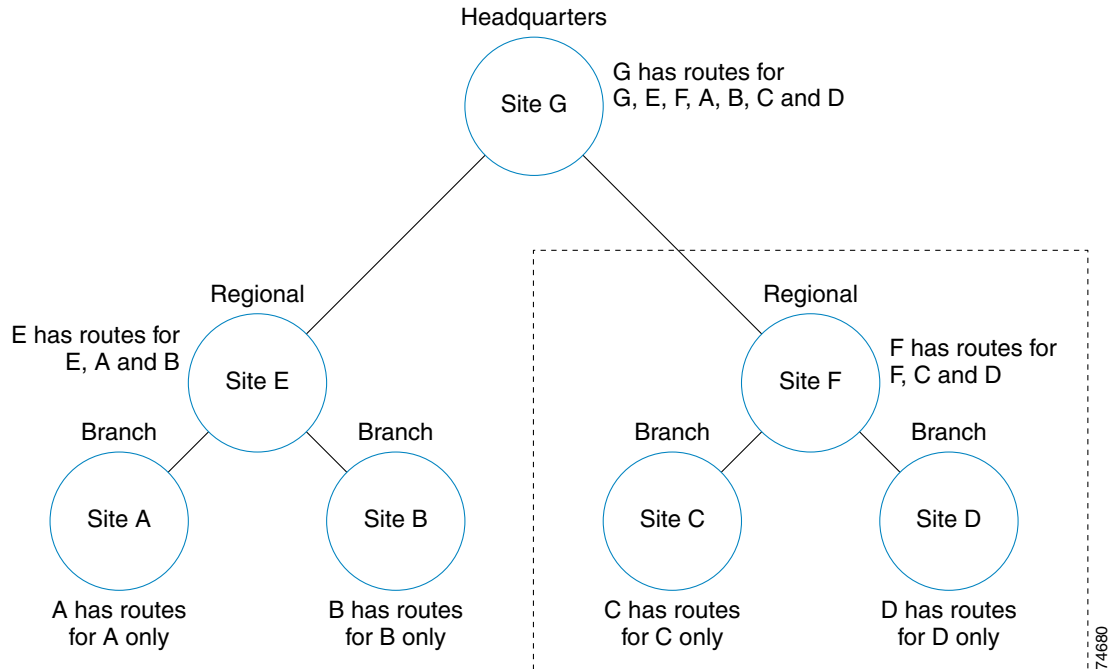 Headquarters
Site G
G has routes for
G, E, F, A, B, C and D
Regional
E has routes for
E, A and B
Site E
Regional
Site F
F has routes for
F, C and D
Branch
Site A
A has routes
for A only
Branch
Site B
B has routes
for B only
Branch
Site C
C has routes
for C only
Branch
Site D
D has routes
for D only
74680